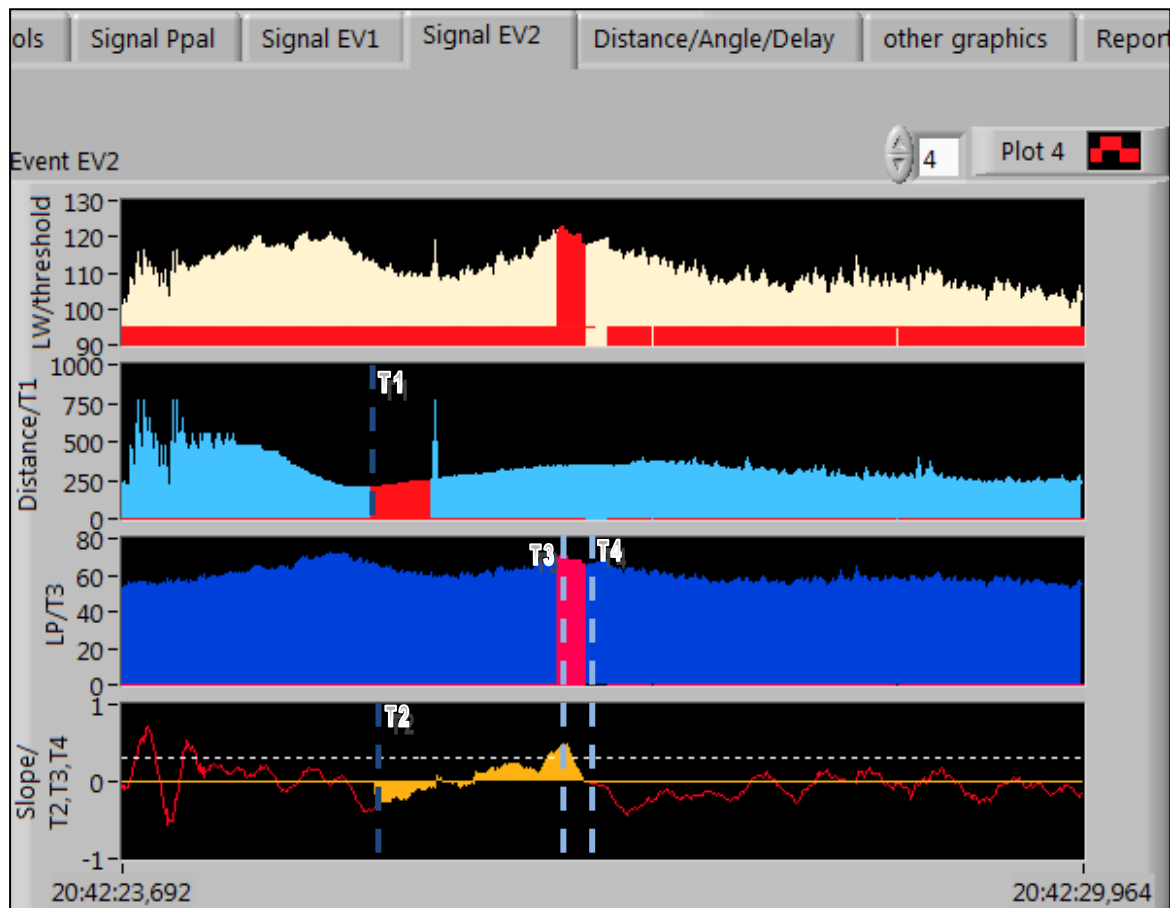 ols Signal Ppal Signal EV1 Signal EV2 Distance/Angle/Delay other graphics Report
Event EV2
4 Plot 4
LW/threshold
130
120
110
100
90
Distance/T1
1000
750
500
250
0
T1
LP/T3
80
60
40
20
0
T3 T4
Slope/
T2,T3,T4
1
0
-1
T2
20:42:23,692 20:42:29,964